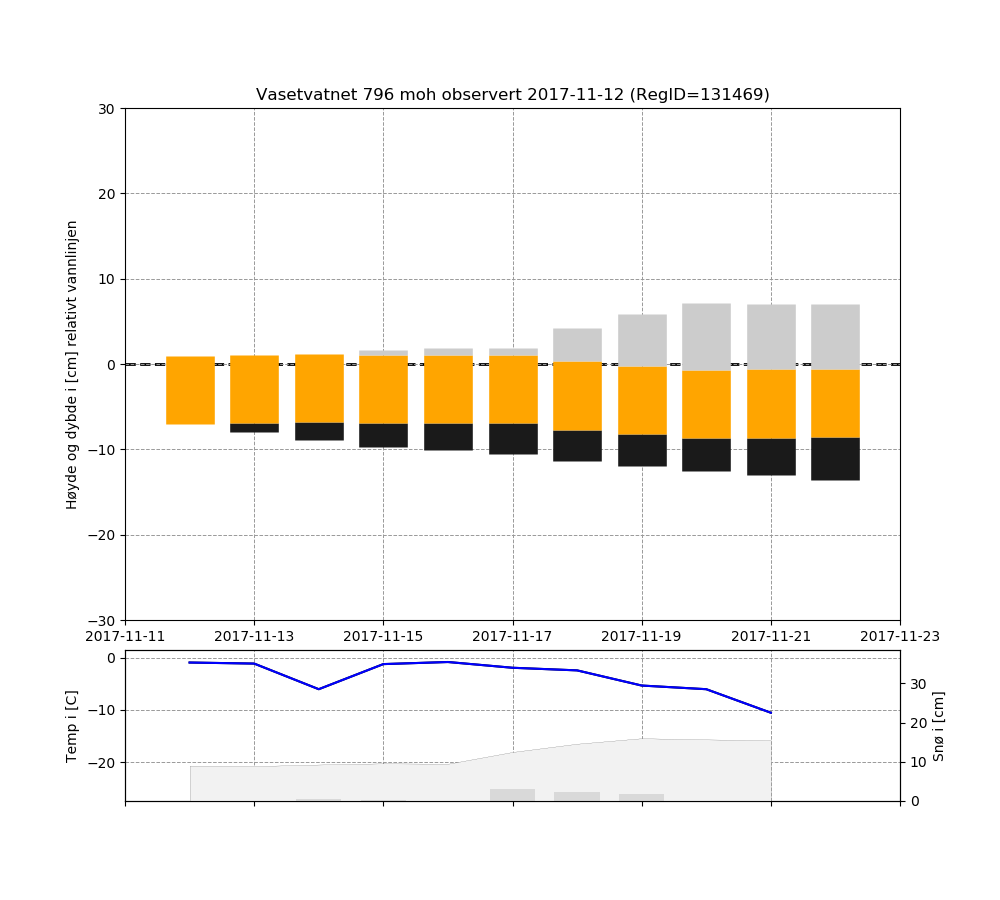 Vasetvatnet 796 moh observert 2017-11-12 (RegID=131469)
30
20
10
0
−10
−20
−30
Høyde og dybde i [cm] relativt vannlinjen
2017-11-11 2017-11-13 2017-11-15 2017-11-17 2017-11-19 2017-11-21 2017-11-23
0
−10
−20
Temp i [C]
30
20
10
0
Snø i [cm]